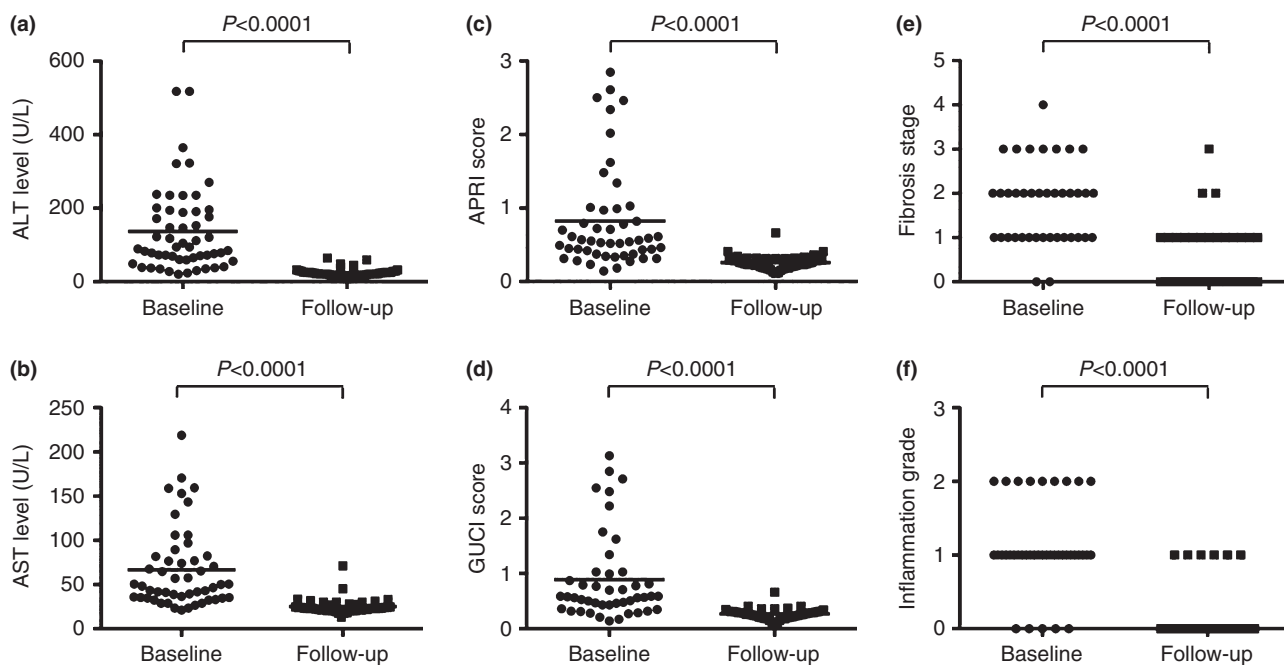 (a)
P<0.0001
ALT level (U/L)
600
400
200
0
Baseline Follow-up
(c)
P<0.0001
APRI score
3
2
1
0
Baseline Follow-up
(e)
P<0.0001
Fibrosis stage
5
4
3
2
1
0
Baseline Follow-up
(b)
P<0.0001
AST level (U/L)
250
200
150
100
50
0
Baseline Follow-up
(d)
P<0.0001
GUCI score
4
3
2
1
0
Baseline Follow-up
(f)
P<0.0001
Inflammation grade
3
2
1
0
Baseline Follow-up